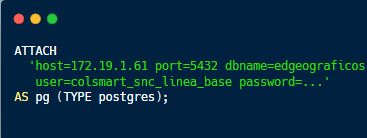 ATTACH
'host=172.19.1.61 port=5432 dbname=edgeograficos
user=colsmart_snc_linea_base password=...'
AS pg (TYPE postgres);